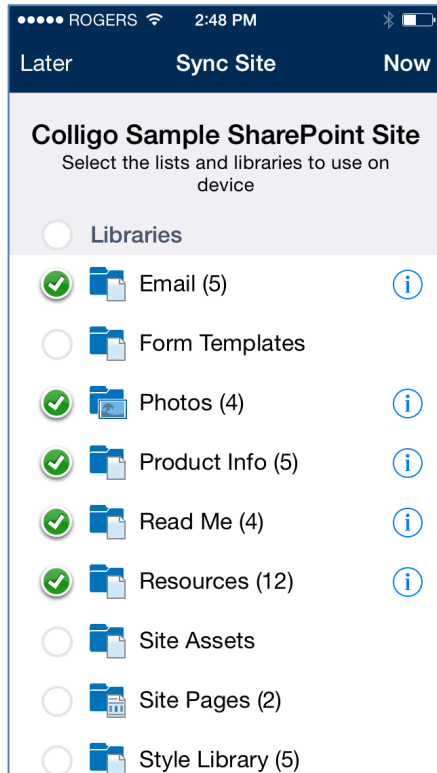 ROGERS 2:48 PM
Later Sync Site Now
Colligo Sample SharePoint Site
Select the lists and libraries to use on
device
Libraries
Email (5)
Form Templates
Photos (4)
Product Info (5)
Read Me (4)
Resources (12)
Site Assets
Site Pages (2)
Style Library (5)